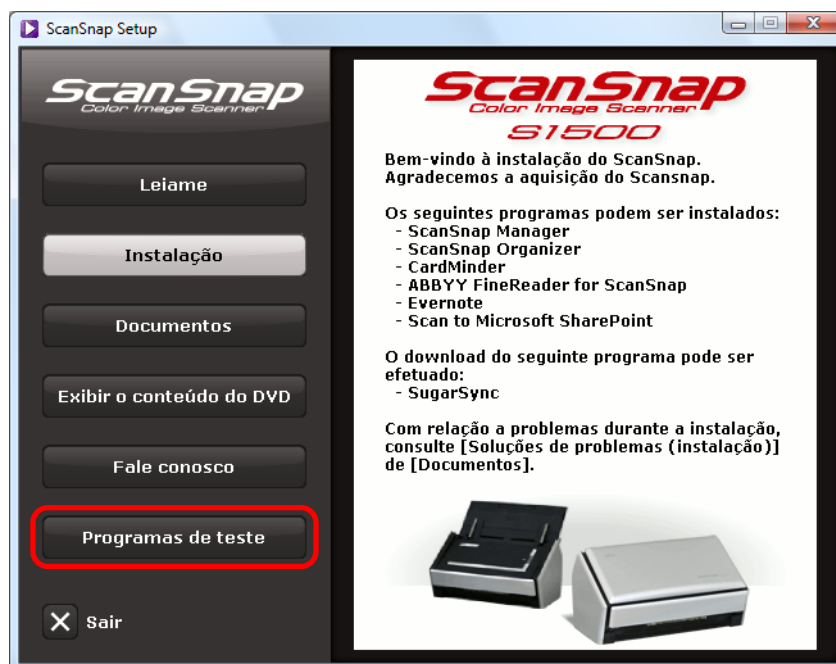 ScanSnap Setup
ScanSnap
Color Image Scanner
Leiame
Instalação
Documentos
Exibir o conteúdo do DVD
Fale conosco
Programas de teste
Sair
ScanSnap
Color Image Scanner
S1500
Bem-vindo à instalação do ScanSnap.
Agradecemos a aquisição do Scansnap.
Os seguintes programas podem ser instalados:
- ScanSnap Manager
- ScanSnap Organizer
- CardMinder
- ABBYY FineReader for ScanSnap
- Evernote
- Scan to Microsoft SharePoint
O download do seguinte programa pode ser
efetuado:
- SugarSync
Com relação a problemas durante a instalação,
consulte [Soluções de problemas (instalação)]
de [Documentos].